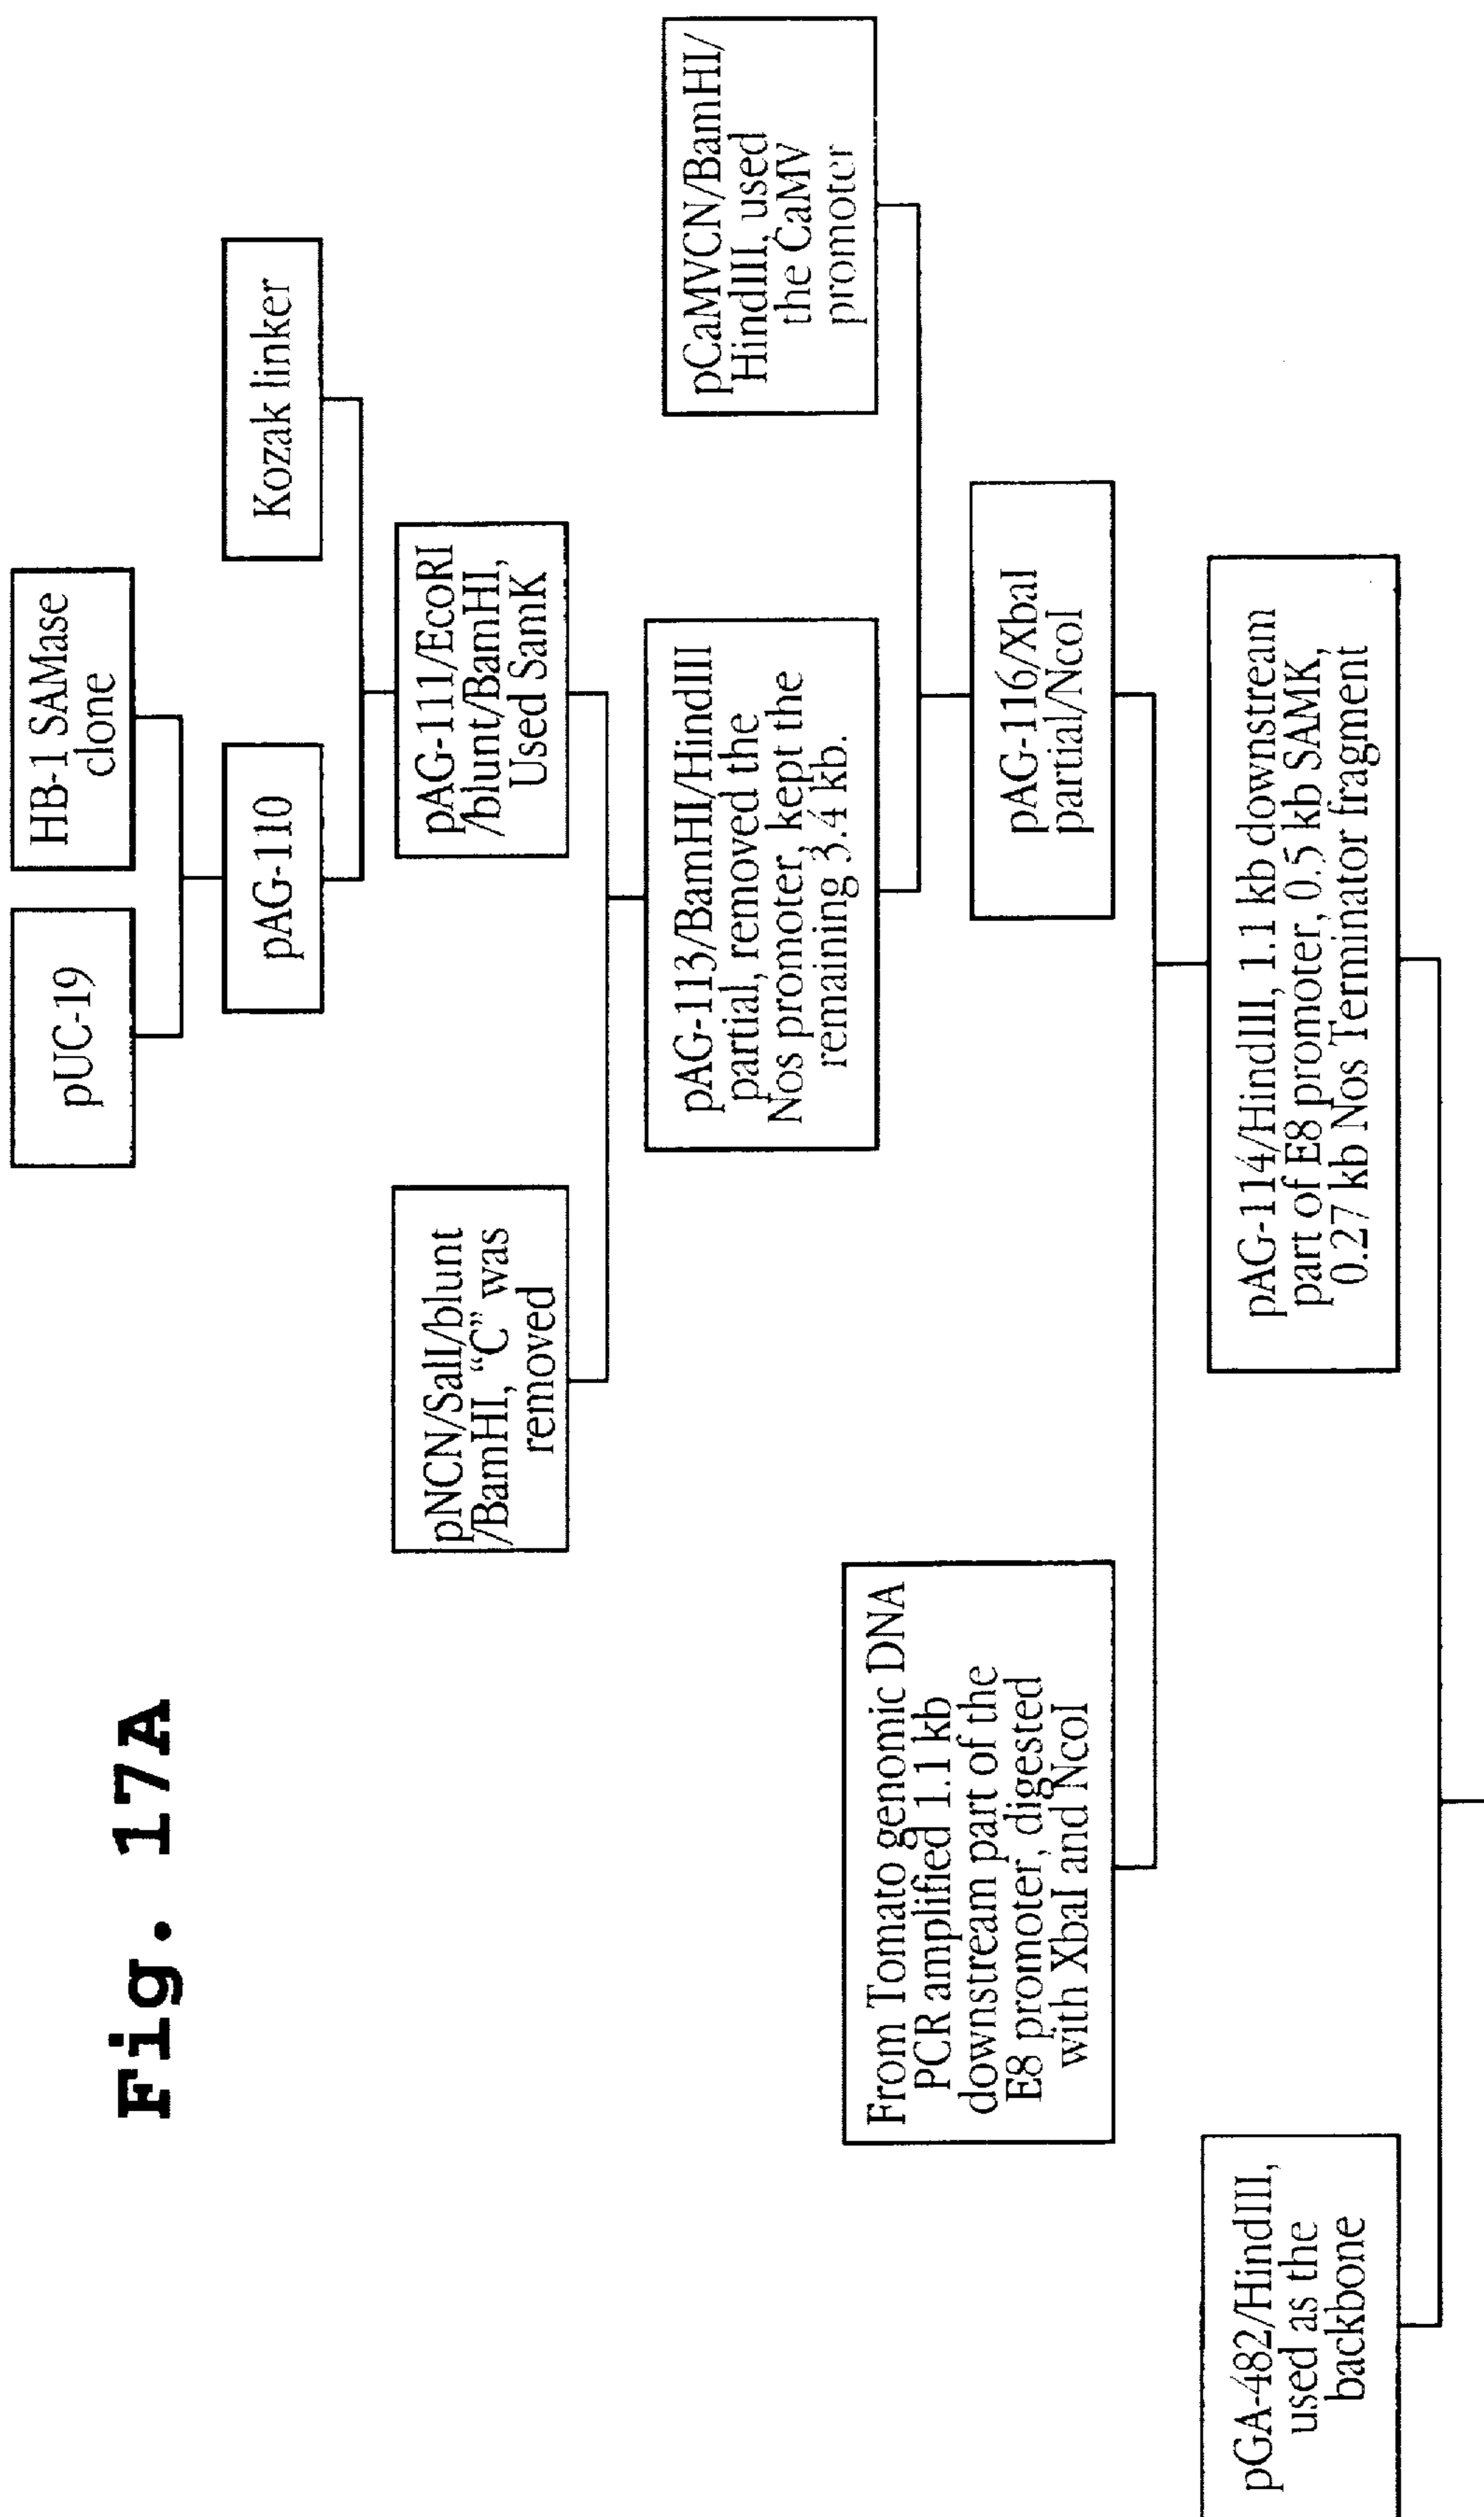 Fig. 17A
pUC-19
HB-1 SAMase
clone
pAG-110
Kozak linker
pNCN/SalI/blunt
/BamHI, “C” was
removed
pAG-111/EcoRI
/blunt/BamHI,
Used SamK
pAG-113/BamHI/HindIII
partial, removed the
Nos promoter, kept the
remaining 3.4 kb.
pCaMVCN/BamHI/
HindIII, used
the CaMV
promoter
From Tomato genomic DNA
PCR amplified 1.1 kb
downstream part of the
E8 promoter, digested
with XbaI and NcoI
pAG-116/XbaI
partial/NcoI
pGA-482/HindIII,
used as the
backbone
pAG-114/HindIII, 1.1 kb downstream
part of E8 promoter, 0.5 kb SAMK,
0.27 kb Nos Terminator fragment